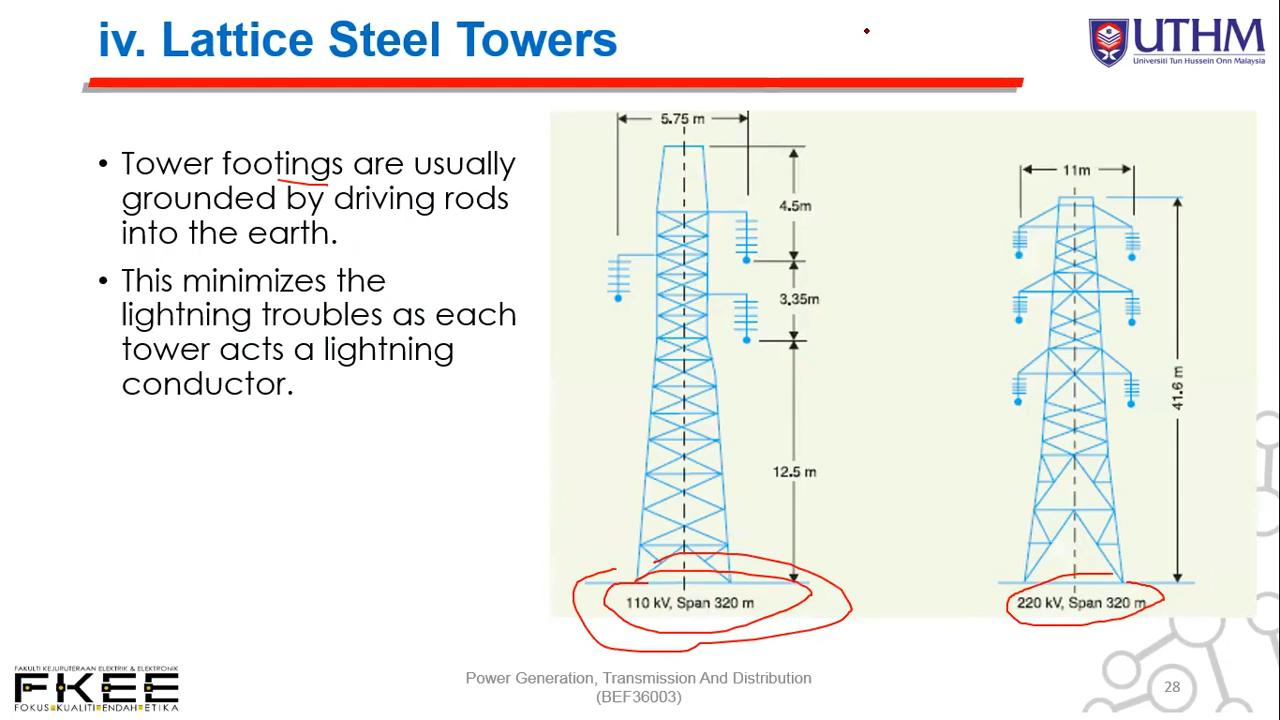 iv. Lattice Steel Towers
UTHM
Universiti Tun Hussein Onn Malaysia
• Tower footings are usually
grounded by driving rods
into the earth.
• This minimizes the
lightning troubles as each
tower acts a lightning
conductor.
5.75 m
4.5m
3.35m
12.5 m
110 kV, Span 320 m
11m
41.6 m
220 kV, Span 320 m
FAKULTI KEJURUTERAAN ELEKTRIK & ELEKTRONIK
FKEE
FOKUS KUALITI ENDAH ETIKA
Power Generation, Transmission And Distribution
(BEF36003)
28